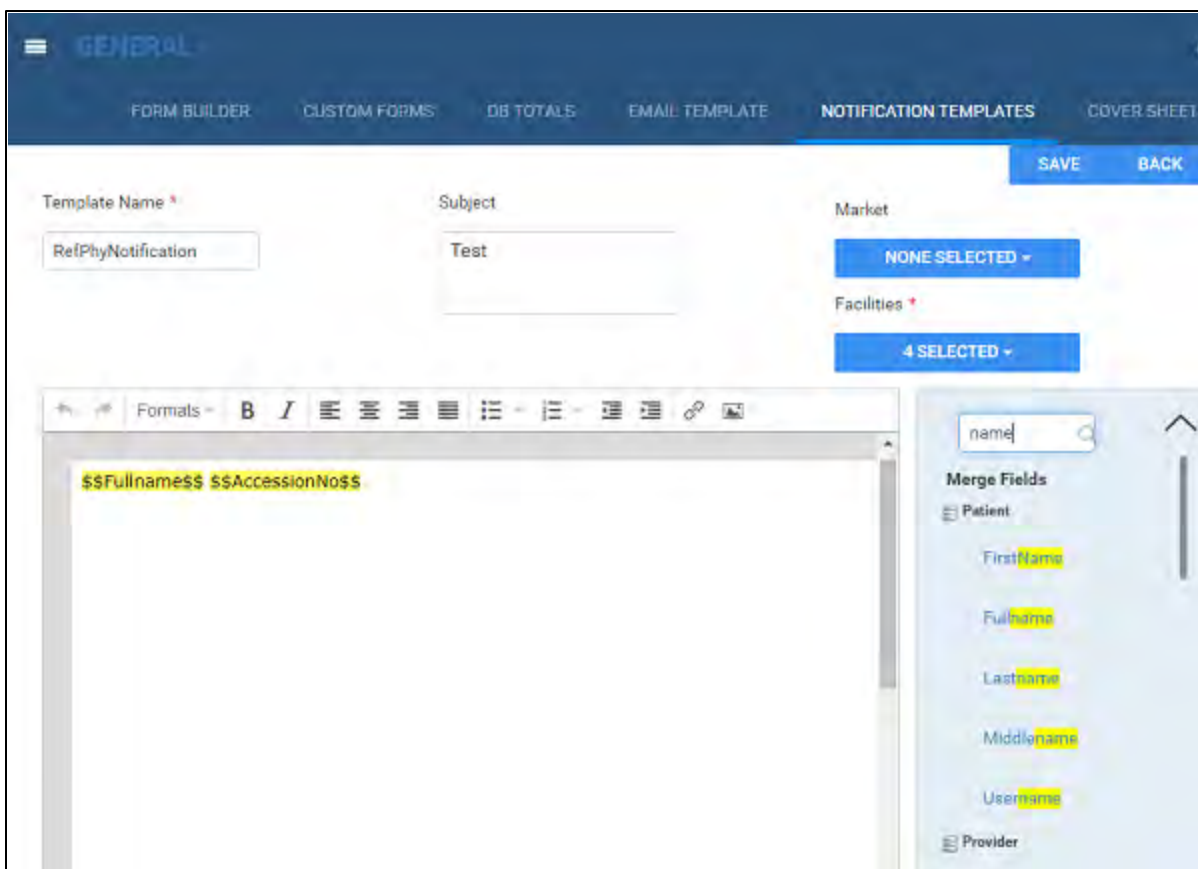 GENERAL
FORM BUILDER CUSTOM FORMS DB TOTALS EMAIL TEMPLATE NOTIFICATION TEMPLATES COVER SHEET
SAVE BACK
Template Name * Subject Market
RefPhyNotification Test NONE SELECTED
Facilities *
4 SELECTED
Formats B I
name
$$Fullname$$ $$AccessionNo$$
Merge Fields
Patient
FirstName
Fullname
Lastname
Middlename
Username
Provider